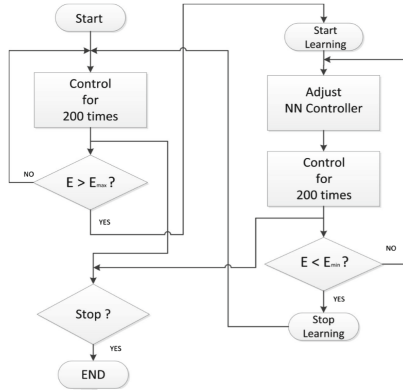 Start
Control
for
200 times
E > Emax ?
NO
YES
Stop ?
YES
END
Start
Learning
Adjust
NN Controller
Control
for
200 times
E < Emin ?
NO
YES
Stop
Learning